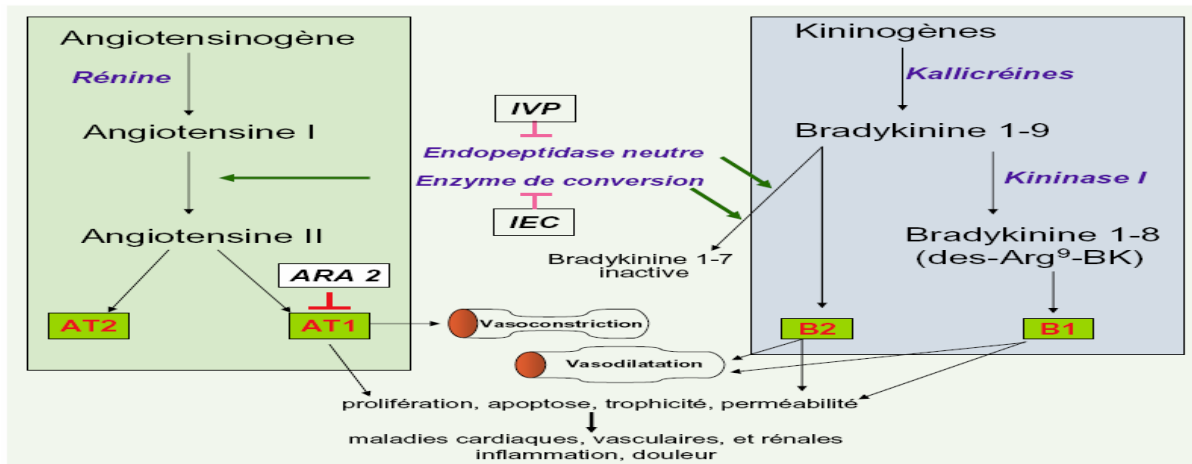 Angiotensinogène
Rénine
Angiotensine I
Angiotensine II
ARA 2
AT2
AT1
IVP
Endopeptidase neutre
Enzyme de conversion
IEC
Kininogènes
Kallicréines
Bradykinine 1-9
Kininase I
Bradykinine 1-8
(des-Arg⁹-BK)
Bradykinine 1-7
inactive
B2
B1
Vasoconstriction
Vasodilatation
prolifération, apoptose, trophicité, perméabilité
maladies cardiaques, vasculaires, et rénales
inflammation, douleur